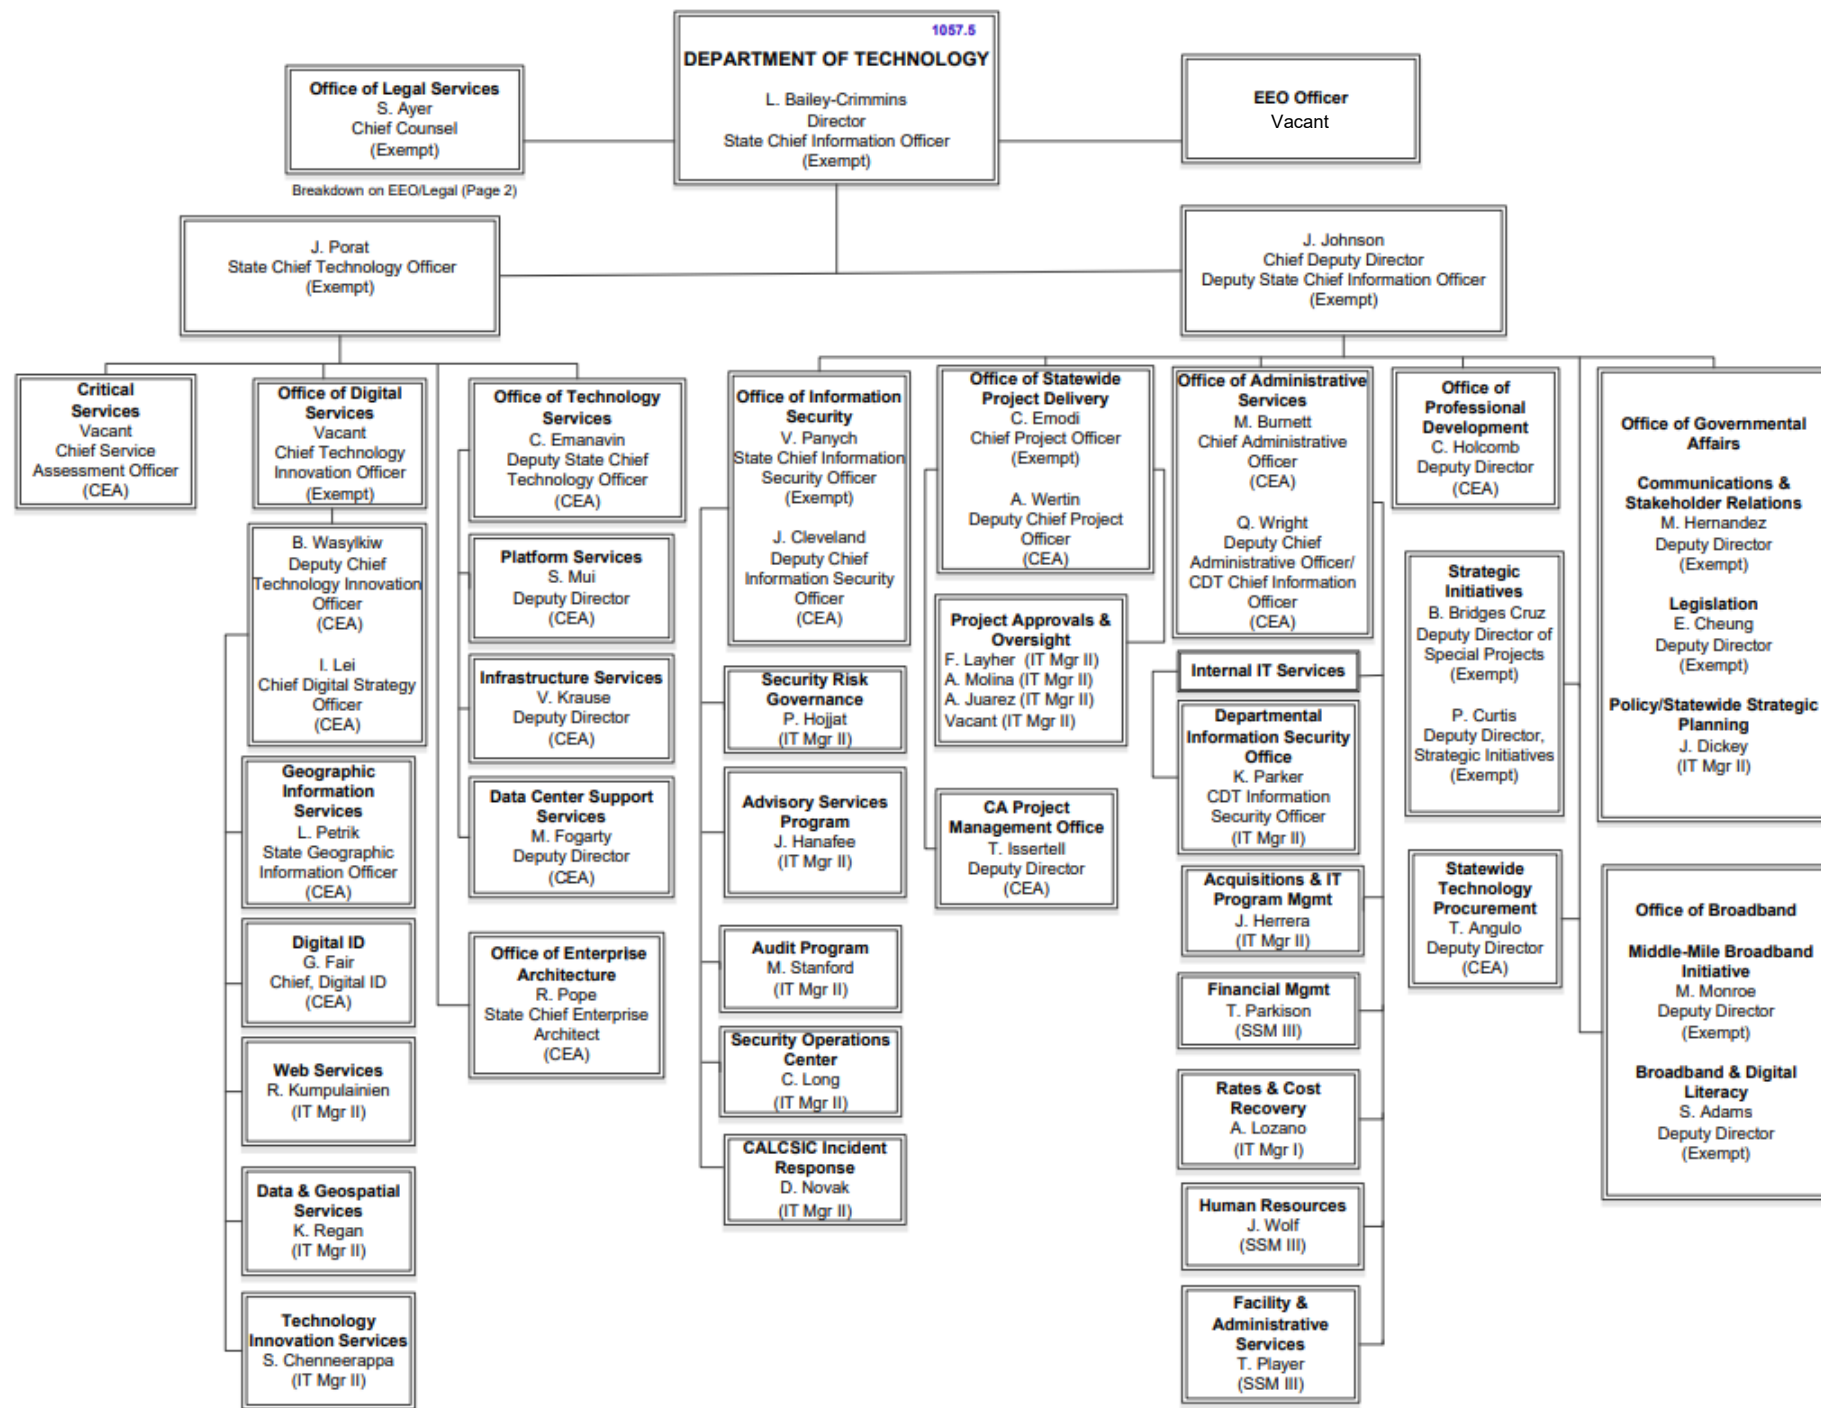 1057.5
DEPARTMENT OF TECHNOLOGY
L. Bailey-Crimmins
Director
State Chief Information Officer
(Exempt)
Office of Legal Services
S. Ayer
Chief Counsel
(Exempt)
Breakdown on EEO/Legal (Page 2)
EEO Officer
Vacant
J. Porat
State Chief Technology Officer
(Exempt)
J. Johnson
Chief Deputy Director
Deputy State Chief Information Officer
(Exempt)
Critical
Services
Vacant
Chief Service
Assessment Officer
(CEA)
Office of Digital
Services
Vacant
Chief Technology
Innovation Officer
(Exempt)
B. Wasylkiw
Deputy Chief
Technology Innovation
Officer
(CEA)
I. Lei
Chief Digital Strategy
Officer
(CEA)
Geographic
Information
Services
L. Petrik
State Geographic
Information Officer
(CEA)
Digital ID
G. Fair
Chief, Digital ID
(CEA)
Web Services
R. Kumpulainien
(IT Mgr II)
Data & Geospatial
Services
K. Regan
(IT Mgr II)
Technology
Innovation Services
S. Chenneerappa
(IT Mgr II)
Office of Technology
Services
C. Emanavin
Deputy State Chief
Technology Officer
(CEA)
Platform Services
S. Mui
Deputy Director
(CEA)
Infrastructure Services
V. Krause
Deputy Director
(CEA)
Data Center Support
Services
M. Fogarty
Deputy Director
(CEA)
Office of Enterprise
Architecture
R. Pope
State Chief Enterprise
Architect
(CEA)
Office of Information
Security
V. Panych
State Chief Information
Security Officer
(Exempt)
J. Cleveland
Deputy Chief
Information Security
Officer
(CEA)
Security Risk
Governance
P. Hojjat
(IT Mgr II)
Advisory Services
Program
J. Hanafee
(IT Mgr II)
Audit Program
M. Stanford
(IT Mgr II)
Security Operations
Center
C. Long
(IT Mgr II)
CALCSIC Incident
Response
D. Novak
(IT Mgr II)
Office of Statewide
Project Delivery
C. Emodi
Chief Project Officer
(Exempt)
A. Wertin
Deputy Chief Project
Officer
(CEA)
Project Approvals &
Oversight
F. Layher (IT Mgr II)
A. Molina (IT Mgr II)
A. Juarez (IT Mgr II)
Vacant (IT Mgr II)
CA Project
Management Office
T. Issertell
Deputy Director
(CEA)
Office of Administrative
Services
M. Burnett
Chief Administrative
Officer
(CEA)
Q. Wright
Deputy Chief
Administrative Officer/
CDT Chief Information
Officer
(CEA)
Internal IT Services
Departmental
Information Security
Office
K. Parker
CDT Information
Security Officer
(IT Mgr II)
Acquisitions & IT
Program Mgmt
J. Herrera
(IT Mgr II)
Financial Mgmt
T. Parkison
(SSM III)
Rates & Cost
Recovery
A. Lozano
(IT Mgr I)
Human Resources
J. Wolf
(SSM III)
Facility &
Administrative
Services
T. Player
(SSM III)
Office of
Professional
Development
C. Holcomb
Deputy Director
(CEA)
Strategic
Initiatives
B. Bridges Cruz
Deputy Director of
Special Projects
(Exempt)
P. Curtis
Deputy Director,
Strategic Initiatives
(Exempt)
Statewide
Technology
Procurement
T. Angulo
Deputy Director
(CEA)
Office of Governmental
Affairs
Communications &
Stakeholder Relations
M. Hernandez
Deputy Director
(Exempt)
Legislation
E. Cheung
Deputy Director
(Exempt)
Policy/Statewide Strategic
Planning
J. Dickey
(IT Mgr II)
Office of Broadband
Middle-Mile Broadband
Initiative
M. Monroe
Deputy Director
(Exempt)
Broadband & Digital
Literacy
S. Adams
Deputy Director
(Exempt)